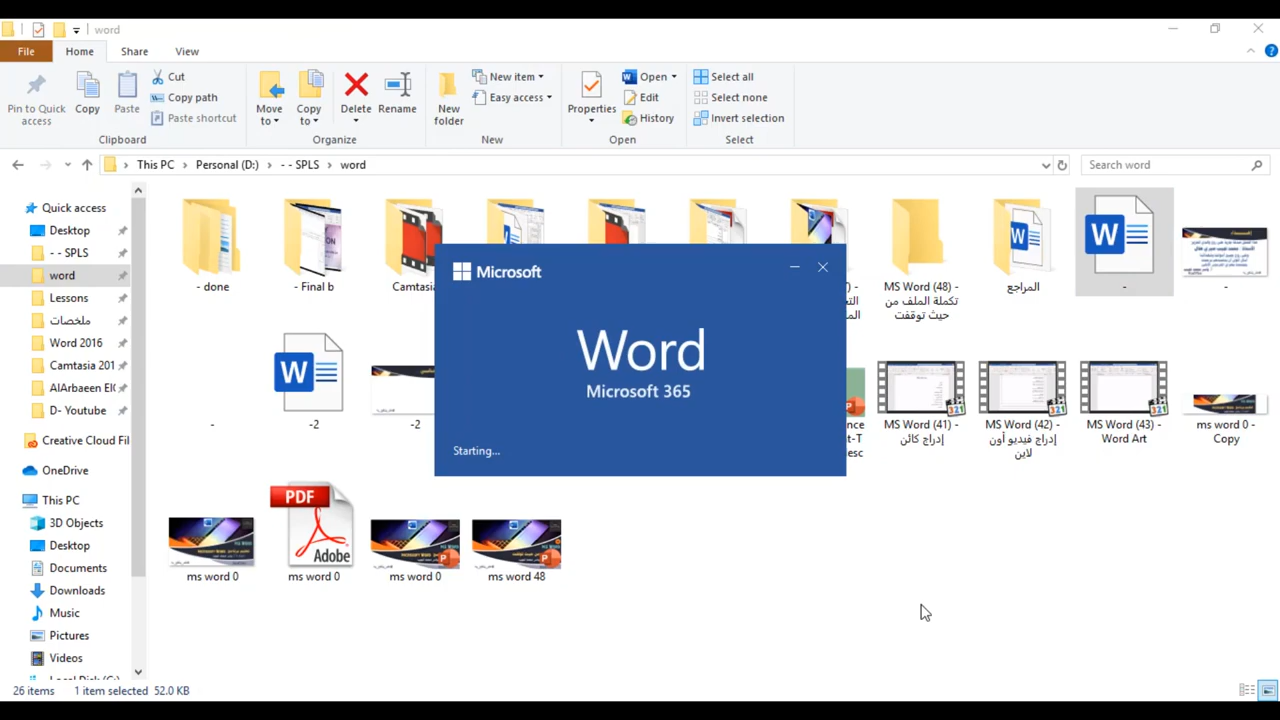 word
File
Home
Share
View
Pin to Quick
access
Copy
Paste
Cut
Copy path
Paste shortcut
Clipboard
Move
to
Copy
to
Delete
Rename
Organize
New
folder
New item
Easy access
New
Properties
Open
Edit
History
Open
Select all
Select none
Invert selection
Select
This PC
Personal (D:)
- - SPLS
word
Search word
Quick access
Desktop
- - SPLS
word
Lessons
ملخصات
Word 2016
Camtasia 201
AlArbaeen El
D- Youtube
Creative Cloud Fil
OneDrive
This PC
3D Objects
Desktop
Documents
Downloads
Music
Pictures
Videos
- done
- Final b
Camta
MS Word (48) -
تكملة الملف من
حيث توقفت
المراجع
-
-
Microsoft
Word
Microsoft 365
Starting...
-
-2
-2
MS Word (41) -
إدراج كائن
MS Word (42) -
إدراج فيديو أون
لاين
MS Word (43) -
Word Art
ms word 0 -
Copy
PDF
Adobe
ms word 0
ms word 0
ms word 0
ms word 48
26 items
1 item selected
52.0 KB